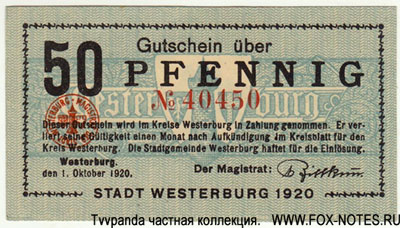 Gutschein über
50 PFENNIG
No 40450
Westerburg
Dieser Gutschein wird im Kreise Westerburg in Zahlung genommen. Er ver-
liert seine Gültigkeit einen Monat nach Aufkündigung im Kreisblatt für den
Kreis Westerburg. Die Stadtgemeinde Westerburg haftet für die Einlösung.
Westerburg.
den 1. Oktober 1920.
Der Magistrat:
STADT WESTERBURG 1920
Tvvpanda частная коллекция.
WWW.FOX-NOTES.RU